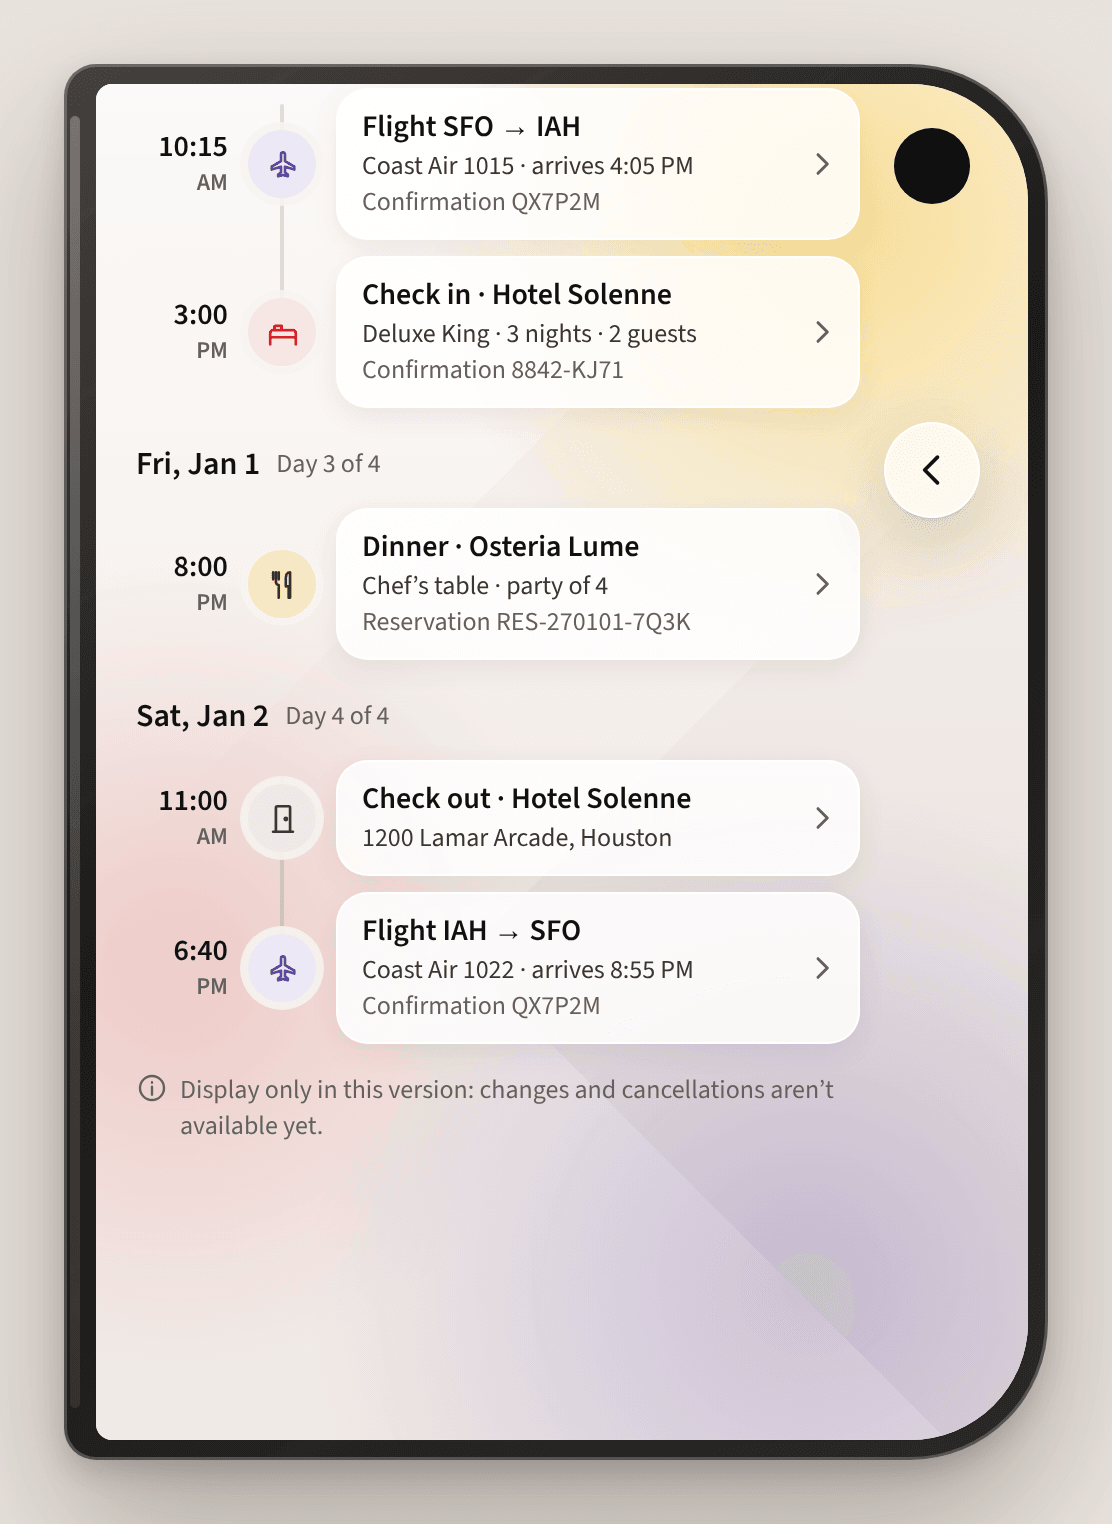 10:15
AM
Flight SFO → IAH
Coast Air 1015 · arrives 4:05 PM
Confirmation QX7P2M
3:00
PM
Check in · Hotel Solenne
Deluxe King · 3 nights · 2 guests
Confirmation 8842-KJ71
Fri, Jan 1 Day 3 of 4
8:00
PM
Dinner · Osteria Lume
Chef’s table · party of 4
Reservation RES-270101-7Q3K
Sat, Jan 2 Day 4 of 4
11:00
AM
Check out · Hotel Solenne
1200 Lamar Arcade, Houston
6:40
PM
Flight IAH → SFO
Coast Air 1022 · arrives 8:55 PM
Confirmation QX7P2M
Display only in this version: changes and cancellations aren’t
available yet.